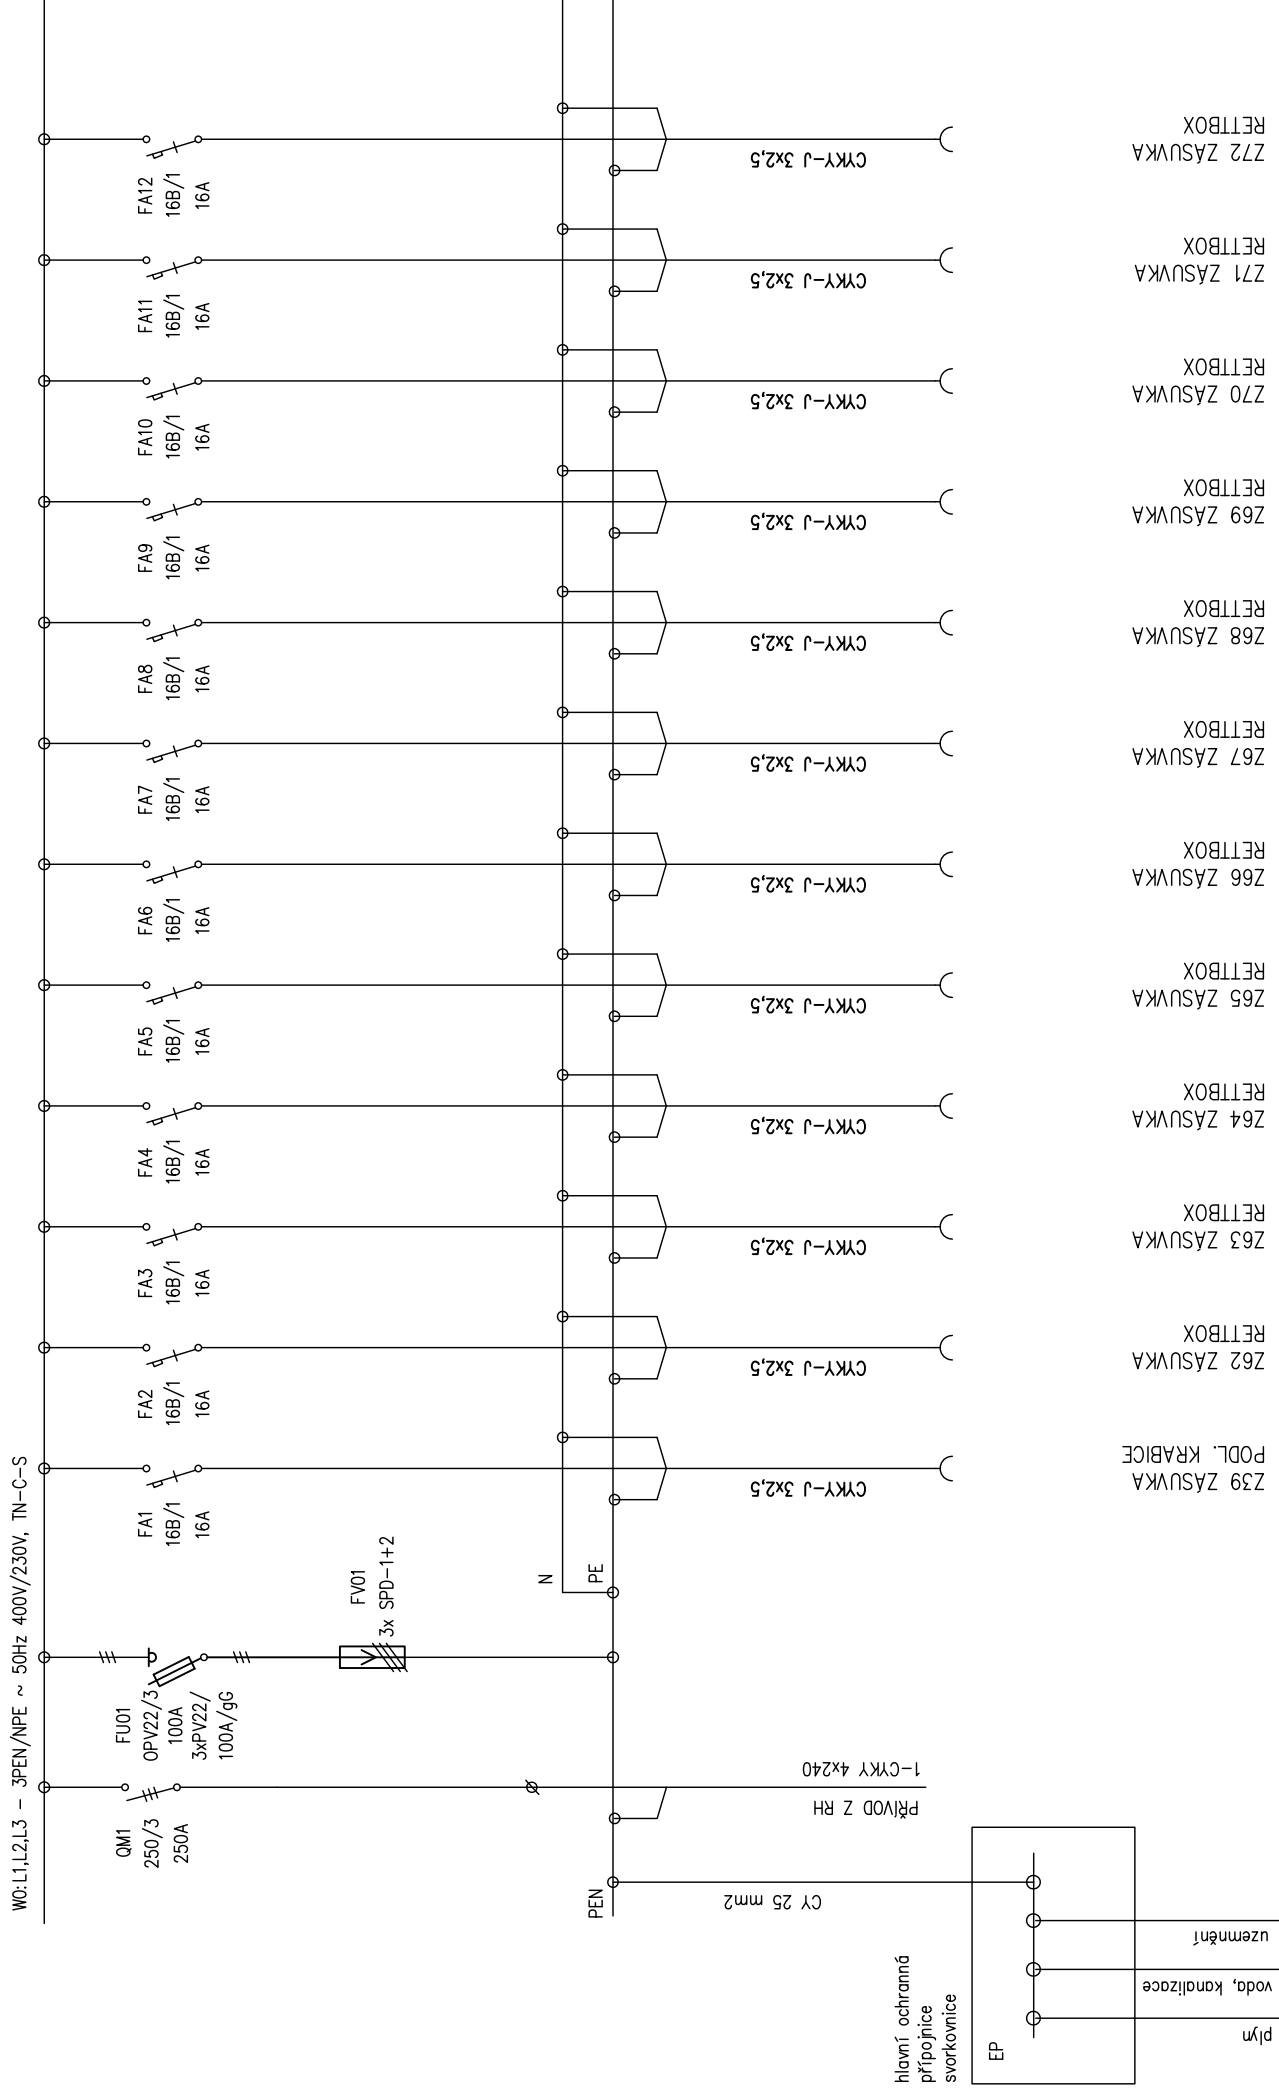 WO:L1,L2,L3 - 3PEN/NPE ~ 50Hz 400V/230V, TN-C-S
QM1
250/3
250A
FU01
OPV22/3
100A
3xPV22/
100A/gG
FV01
3x SPD-1+2
FA1
16B/1
16A
FA2
16B/1
16A
FA3
16B/1
16A
FA4
16B/1
16A
FA5
16B/1
16A
FA6
16B/1
16A
FA7
16B/1
16A
FA8
16B/1
16A
FA9
16B/1
16A
FA10
16B/1
16A
FA11
16B/1
16A
FA12
16B/1
16A
N
PE
PEN
CY 25 mm2
PŘÍVOD Z RH
1-CYKY 4x240
CYKY-J 3x2,5
CYKY-J 3x2,5
CYKY-J 3x2,5
CYKY-J 3x2,5
CYKY-J 3x2,5
CYKY-J 3x2,5
CYKY-J 3x2,5
CYKY-J 3x2,5
CYKY-J 3x2,5
CYKY-J 3x2,5
CYKY-J 3x2,5
CYKY-J 3x2,5
hlavní ochranná
přípojnice
svorkovnice
EP
plyn
voda, kanalizace
uzemnění
Z39 ZÁSUVKA
PODL. KRABICE
Z62 ZÁSUVKA
RETTBOX
Z63 ZÁSUVKA
RETTBOX
Z64 ZÁSUVKA
RETTBOX
Z65 ZÁSUVKA
RETTBOX
Z66 ZÁSUVKA
RETTBOX
Z67 ZÁSUVKA
RETTBOX
Z68 ZÁSUVKA
RETTBOX
Z69 ZÁSUVKA
RETTBOX
Z70 ZÁSUVKA
RETTBOX
Z71 ZÁSUVKA
RETTBOX
Z72 ZÁSUVKA
RETTBOX